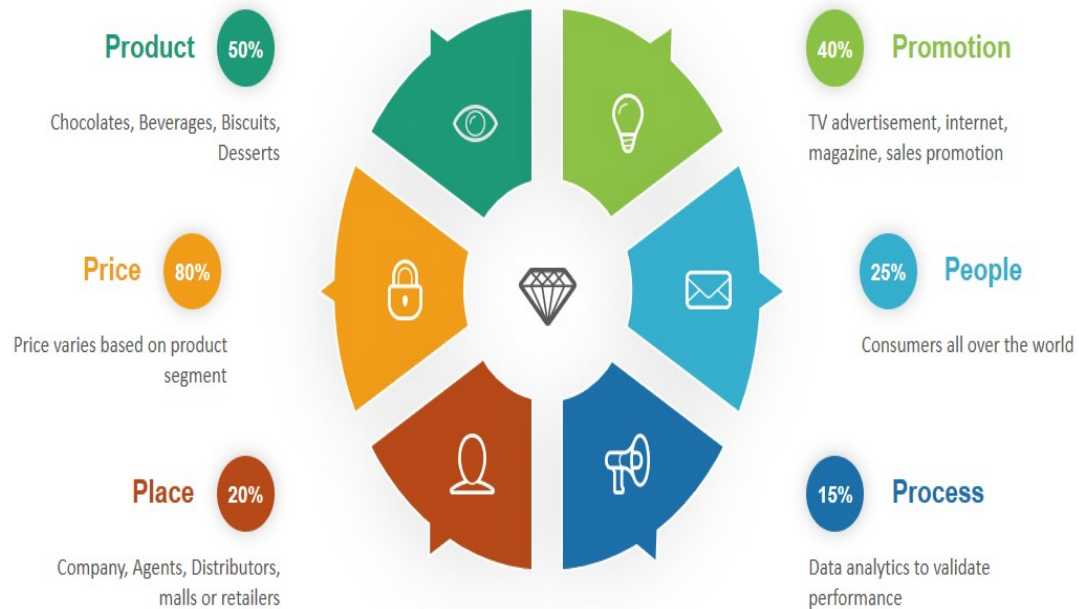 Product 50%
Chocolates, Beverages, Biscuits,
Desserts
Price 80%
Price varies based on product
segment
Place 20%
Company, Agents, Distributors,
malls or retailers
40% Promotion
TV advertisement, internet,
magazine, sales promotion
25% People
Consumers all over the world
15% Process
Data analytics to validate
performance